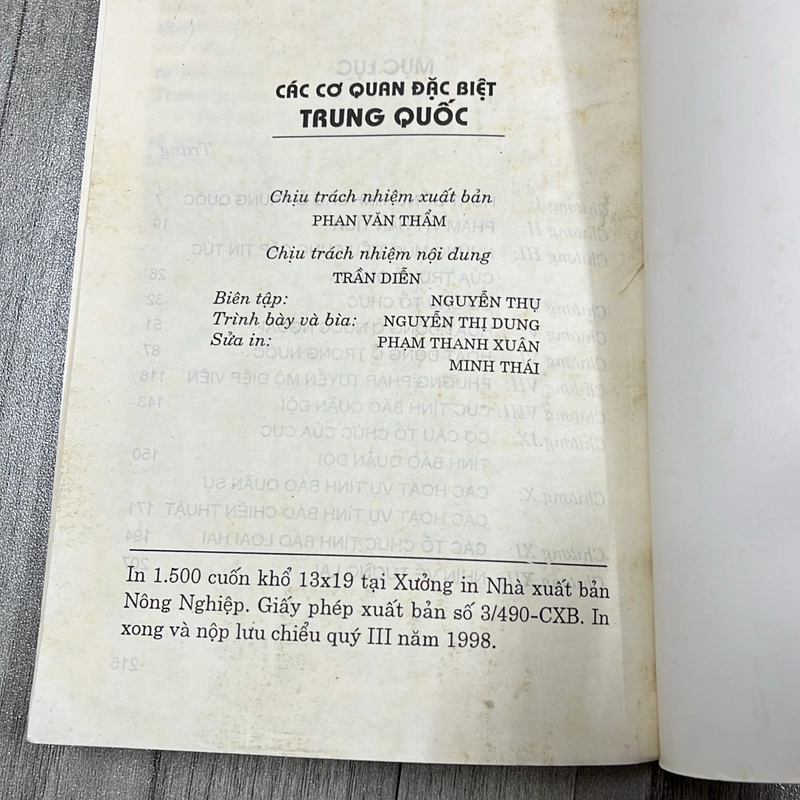 CÁC CƠ QUAN ĐẶC BIỆT
TRUNG QUỐC
Chịu trách nhiệm xuất bản
PHAN VĂN THẨM
Chịu trách nhiệm nội dung
TRẦN DIỄN
Biên tập: NGUYỄN THỤ
Trình bày và bìa: NGUYỄN THỊ DUNG
Sửa in: PHẠM THANH XUÂN
MINH THÁI
In 1.500 cuốn khổ 13x19 tại Xưởng in Nhà xuất bản
Nông Nghiệp. Giấy phép xuất bản số 3/490-CXB. In
xong và nộp lưu chiểu quý III năm 1998.